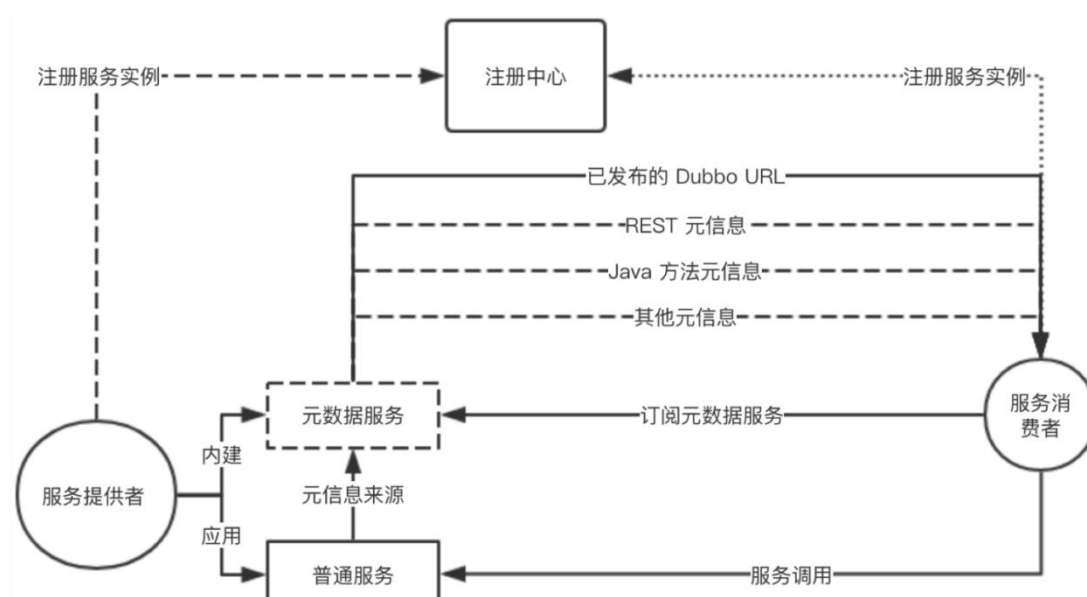 注册中心
注册服务实例
注册服务实例
已发布的 Dubbo URL
REST 元信息
Java 方法元信息
其他元信息
元数据服务
订阅元数据服务
服务消
费者
内建
服务提供者
元信息来源
应用
普通服务
服务调用